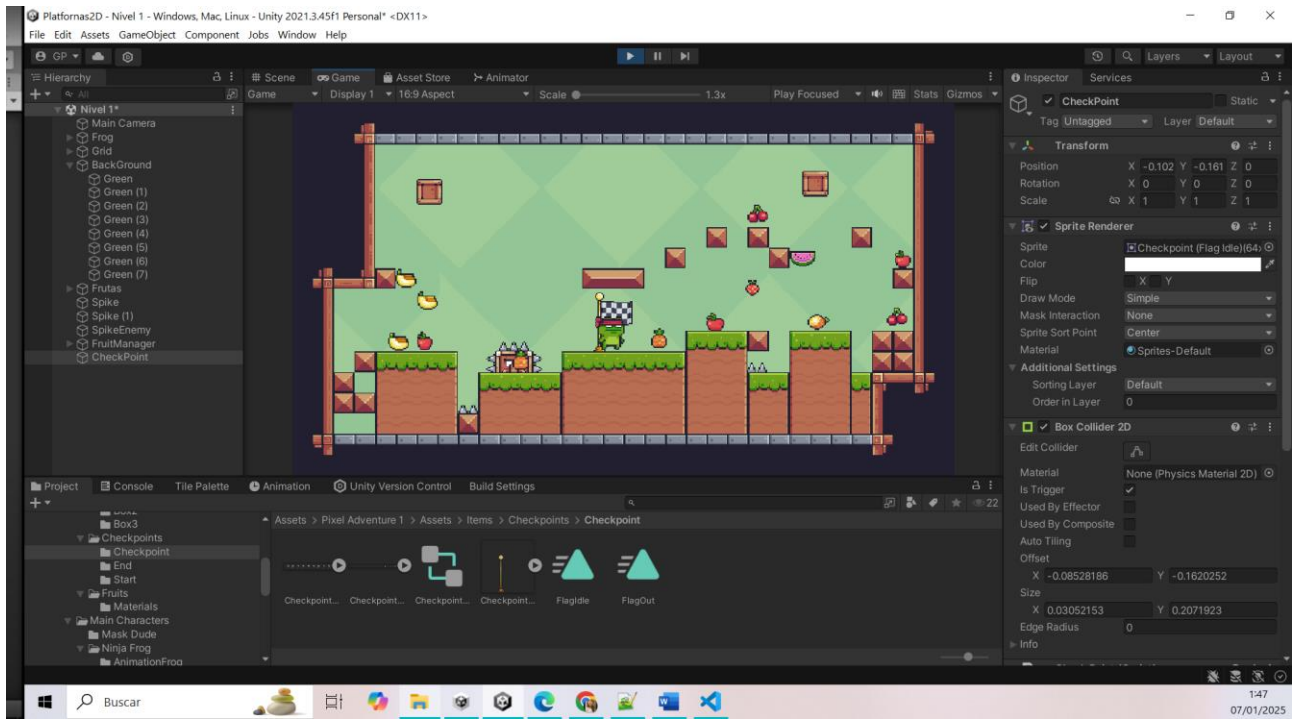 Platfornas2D - Nivel 1 - Windows, Mac, Linux - Unity 2021.3.45f1 Personal* <DX11>
File Edit Assets GameObject Component Jobs Window Help
GP
Layers Layout
Hierarchy
All
Nivel 1*
Main Camera
Frog
Grid
BackGround
Green
Green (1)
Green (2)
Green (3)
Green (4)
Green (5)
Green (6)
Green (7)
Frutas
Spike
Spike (1)
SpikeEnemy
FruitManager
CheckPoint
Scene Game Asset Store Animator
Game Display 1 16:9 Aspect Scale 1.3x Play Focused Stats Gizmos
Inspector Services
CheckPoint Static
Tag Untagged Layer Default
Transform
Position X -0.102 Y -0.161 Z 0
Rotation X 0 Y 0 Z 0
Scale X 1 Y 1 Z 1
Sprite Renderer
Sprite Checkpoint (Flag Idle)(64
Color
Flip X Y
Draw Mode Simple
Mask Interaction None
Sprite Sort Point Center
Material Sprites-Default
Additional Settings
Sorting Layer Default
Order in Layer 0
Box Collider 2D
Edit Collider
Material None (Physics Material 2D)
Is Trigger
Used By Effector
Used By Composite
Auto Tiling
Offset
X -0.08528186 Y -0.1620252
Size
X 0.03052153 Y 0.2071923
Edge Radius 0
Info
Project Console Tile Palette Animation Unity Version Control Build Settings
22
Box3
Checkpoints
Checkpoint
End
Start
Fruits
Materials
Main Characters
Mask Dude
Ninja Frog
AnimationFrog
Assets > Pixel Adventure 1 > Assets > Items > Checkpoints > Checkpoint
Checkpoint... Checkpoint... Checkpoint... Checkpoint... FlagIdle FlagOut
Buscar
1:47
07/01/2025